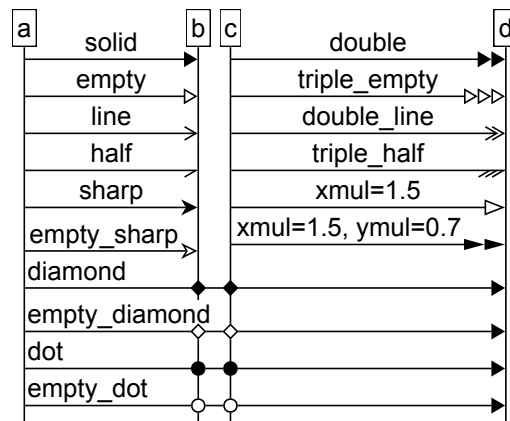 a b c d
solid double
empty triple_empty
line double_line
half triple_half
sharp xmul=1.5
empty_sharp xmul=1.5, ymul=0.7
diamond
empty_diamond
dot
empty_dot